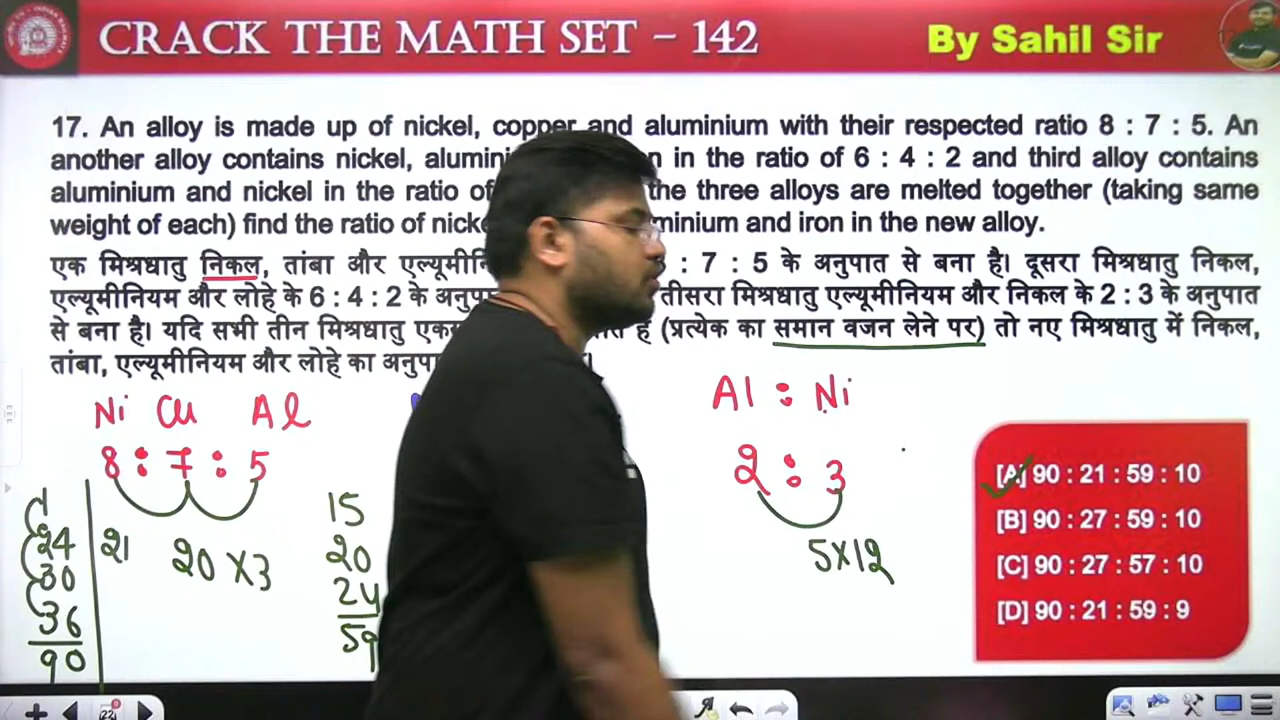 CRACK THE MATH SET – 142
By Sahil Sir
17. An alloy is made up of nickel, copper and aluminium with their respected ratio 8 : 7 : 5. An
another alloy contains nickel, in the ratio of 6 : 4 : 2 and third alloy contains
aluminium and nickel in the ratio of the three alloys are melted together (taking same
weight of each) find the ratio of and iron in the new alloy.
एक मिश्रधातु निकल, तांबा और : 7 : 5 के अनुपात से बना है। दूसरा मिश्रधातु निकल,
एल्यूमीनियम और लोहे के 6 : 4 : 2 के तीसरा मिश्रधातु एल्यूमीनियम और निकल के 2 : 3 के अनुपात
से बना है। यदि सभी तीन मिश्रधातु (प्रत्येक का समान वजन लेने पर) तो नए मिश्रधातु में निकल,
तांबा, एल्यूमीनियम और लोहे का
Ni Cu Al
8 : 7 : 5
21 20 x 3
24
30
36
90
15
20
24
59
Al : Ni
2 : 3
5x12
[A] 90 : 21 : 59 : 10
[B] 90 : 27 : 59 : 10
[C] 90 : 27 : 57 : 10
[D] 90 : 21 : 59 : 9